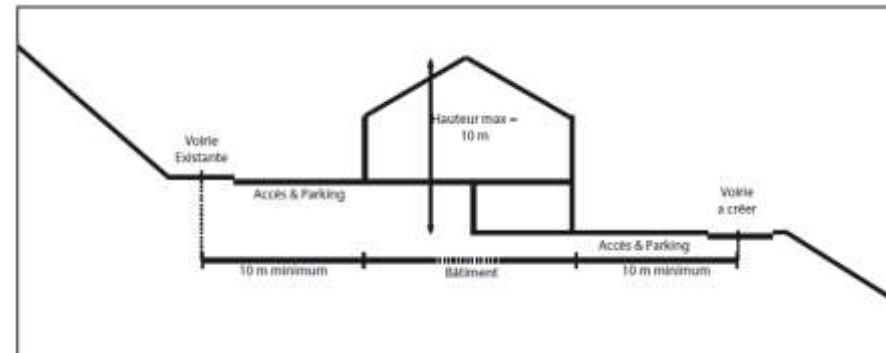 Hauteur max =
10 m
Voirie
Existante
Accès & Parking
Voirie
a créer
Accès & Parking
10 m minimum
Bâtiment
10 m minimum